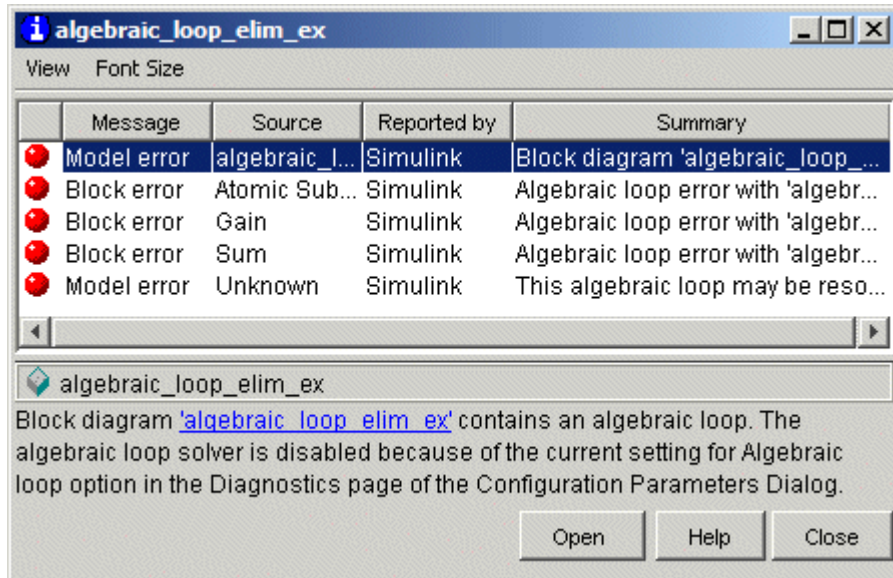 algebraic_loop_elim_ex
View Font Size
Message Source Reported by Summary
Model error algebraic_l... Simulink Block diagram 'algebraic_loop_...
Block error Atomic Sub... Simulink Algebraic loop error with 'algebr...
Block error Gain Simulink Algebraic loop error with 'algebr...
Block error Sum Simulink Algebraic loop error with 'algebr...
Model error Unknown Simulink This algebraic loop may be reso...
algebraic_loop_elim_ex
Block diagram 'algebraic_loop_elim_ex' contains an algebraic loop. The
algebraic loop solver is disabled because of the current setting for Algebraic
loop option in the Diagnostics page of the Configuration Parameters Dialog.
Open Help Close